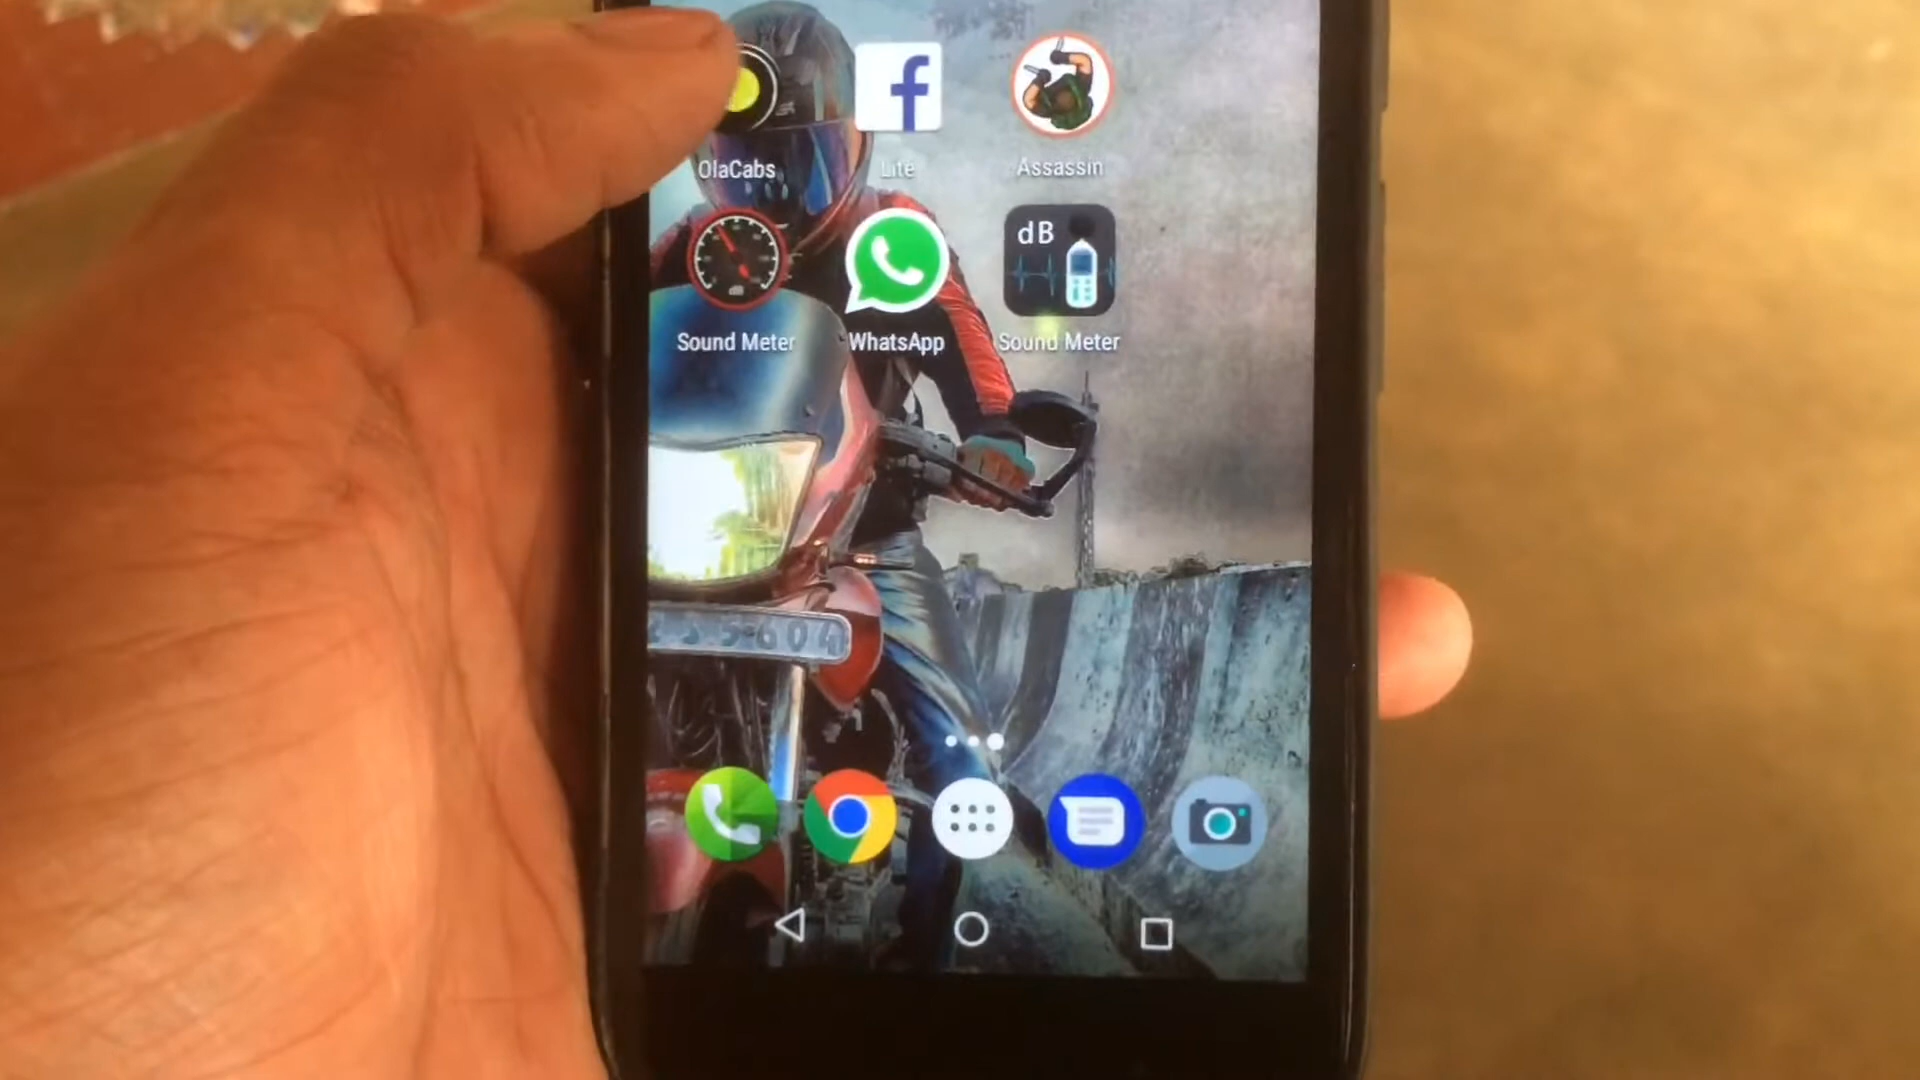 OlaCabs
Lite
Assassin
dB
Sound Meter
WhatsApp
Sound Meter